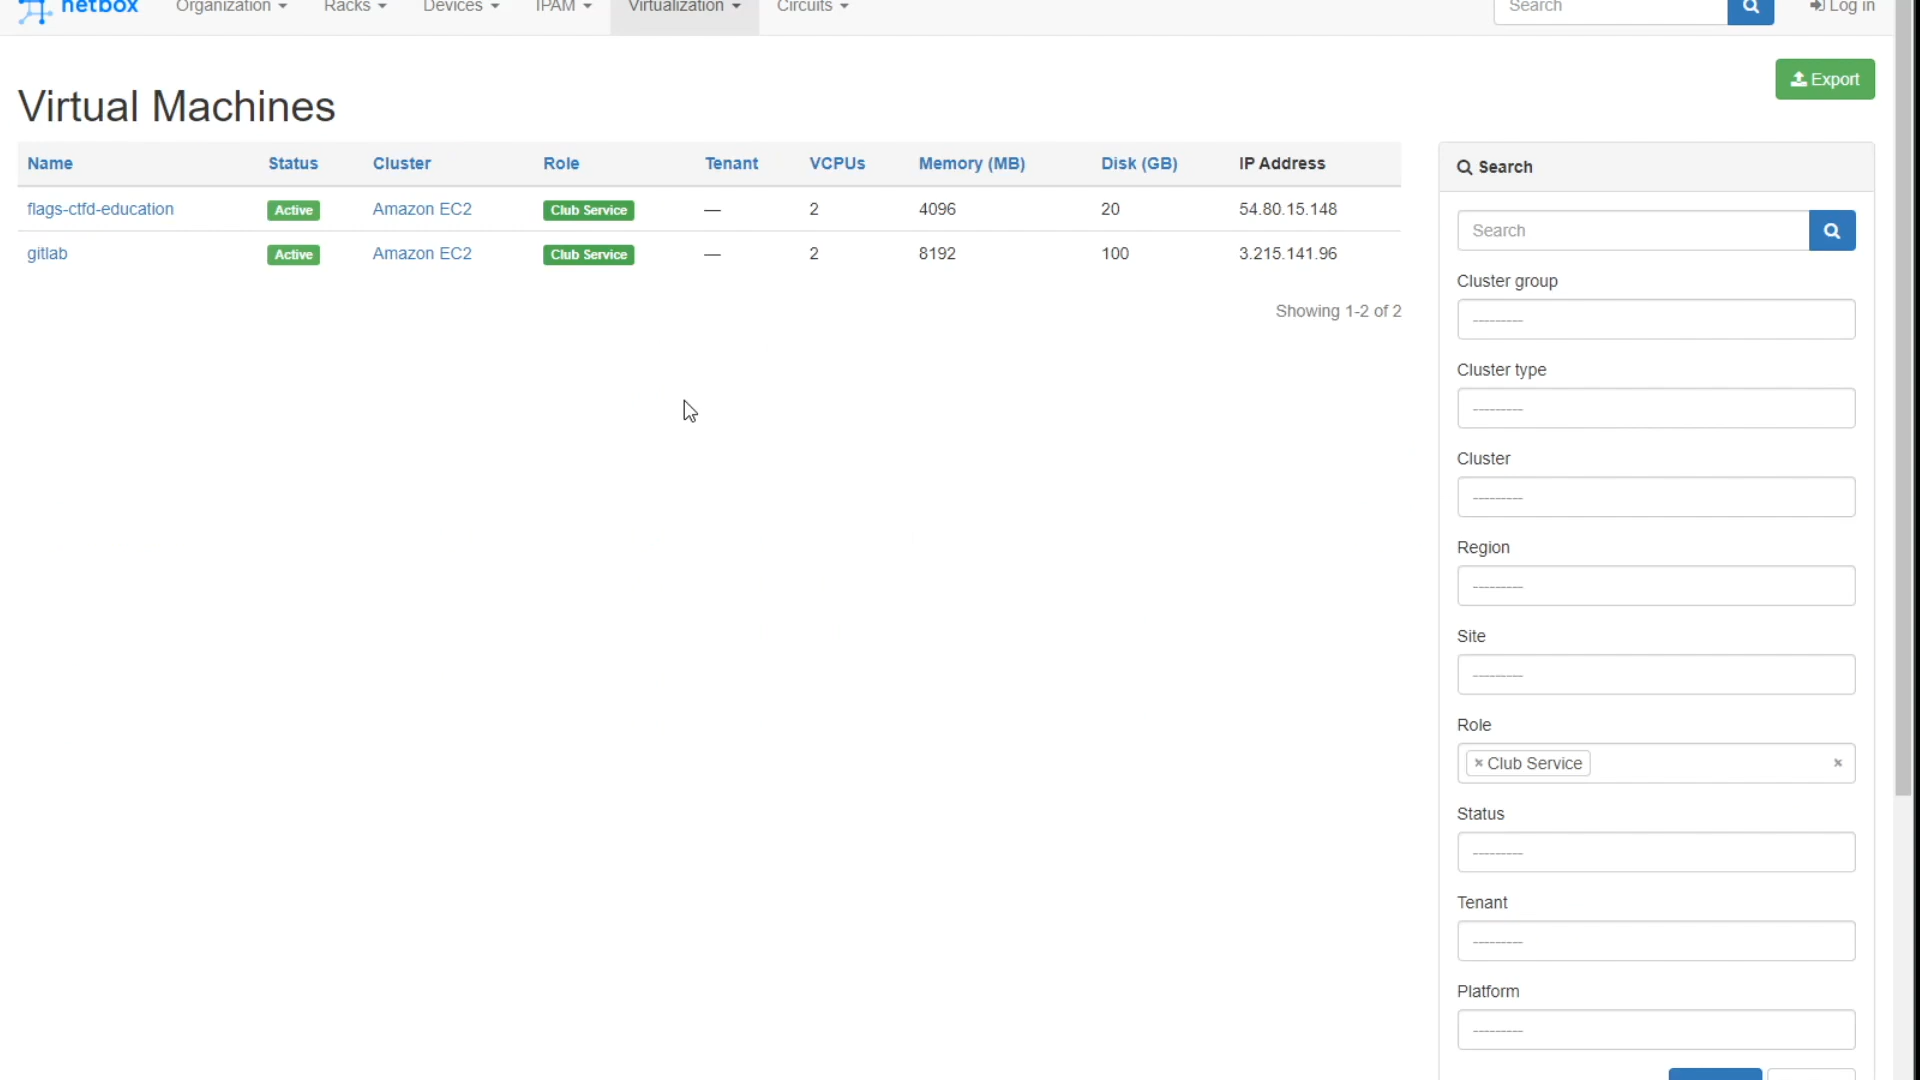 netbox Organization Racks Devices IPAM Virtualization Circuits Search Log in
Export
Virtual Machines
Name Status Cluster Role Tenant VCPUs Memory (MB) Disk (GB) IP Address
flags-ctfd-education Active Amazon EC2 Club Service — 2 4096 20 54.80.15.148
gitlab Active Amazon EC2 Club Service — 2 8192 100 3.215.141.96
Showing 1-2 of 2
Search
Search
Cluster group
---------
Cluster type
---------
Cluster
---------
Region
---------
Site
---------
Role
× Club Service ×
Status
---------
Tenant
---------
Platform
---------